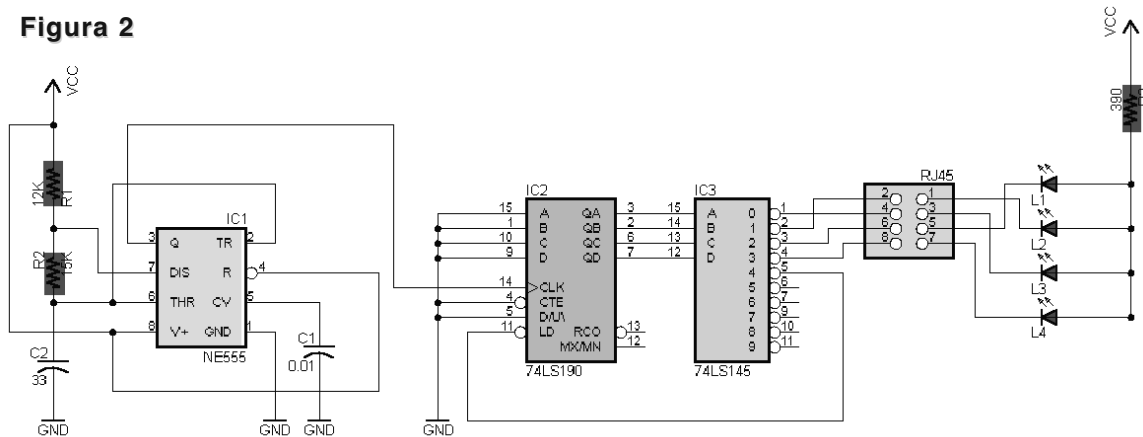 Figura 2
VCC
VCC
12K
R1
R2
15K
IC1
3 Q TR 2
7 DIS R 4
6 THR CV 5
8 V+ GND 1
NE555
C1
0.01
C2
33
GND
GND
GND
GND
IC2
15 A QA 3
1 B QB 2
10 C QC 6
9 D QD 7
14 CLK
4 CTE
5 D/U\
11 LD RCO 13
MX/MN 12
74LS190
IC3
15 A 0 1
14 B 1 2
13 C 2 3
12 D 3 4
4 5
5 6
6 7
7 9
8 10
9 11
74LS145
RJ45
2 1
4 3
6 5
8 7
L1
L2
L3
L4
390